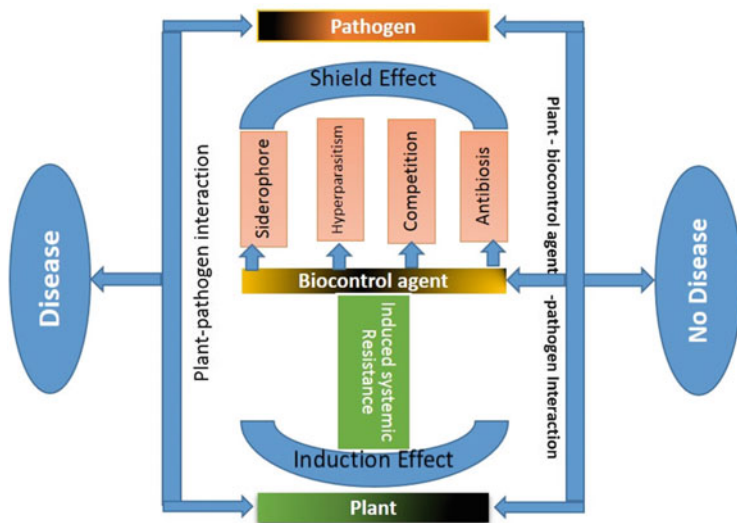 Pathogen
Shield Effect
Siderophore
Hyperparasitism
Competition
Antibiosis
Plant-pathogen interaction
Plant - biocontrol agent
-pathogen Interaction
Disease
No Disease
Biocontrol agent
Induced systemic
Resistance
Induction Effect
Plant